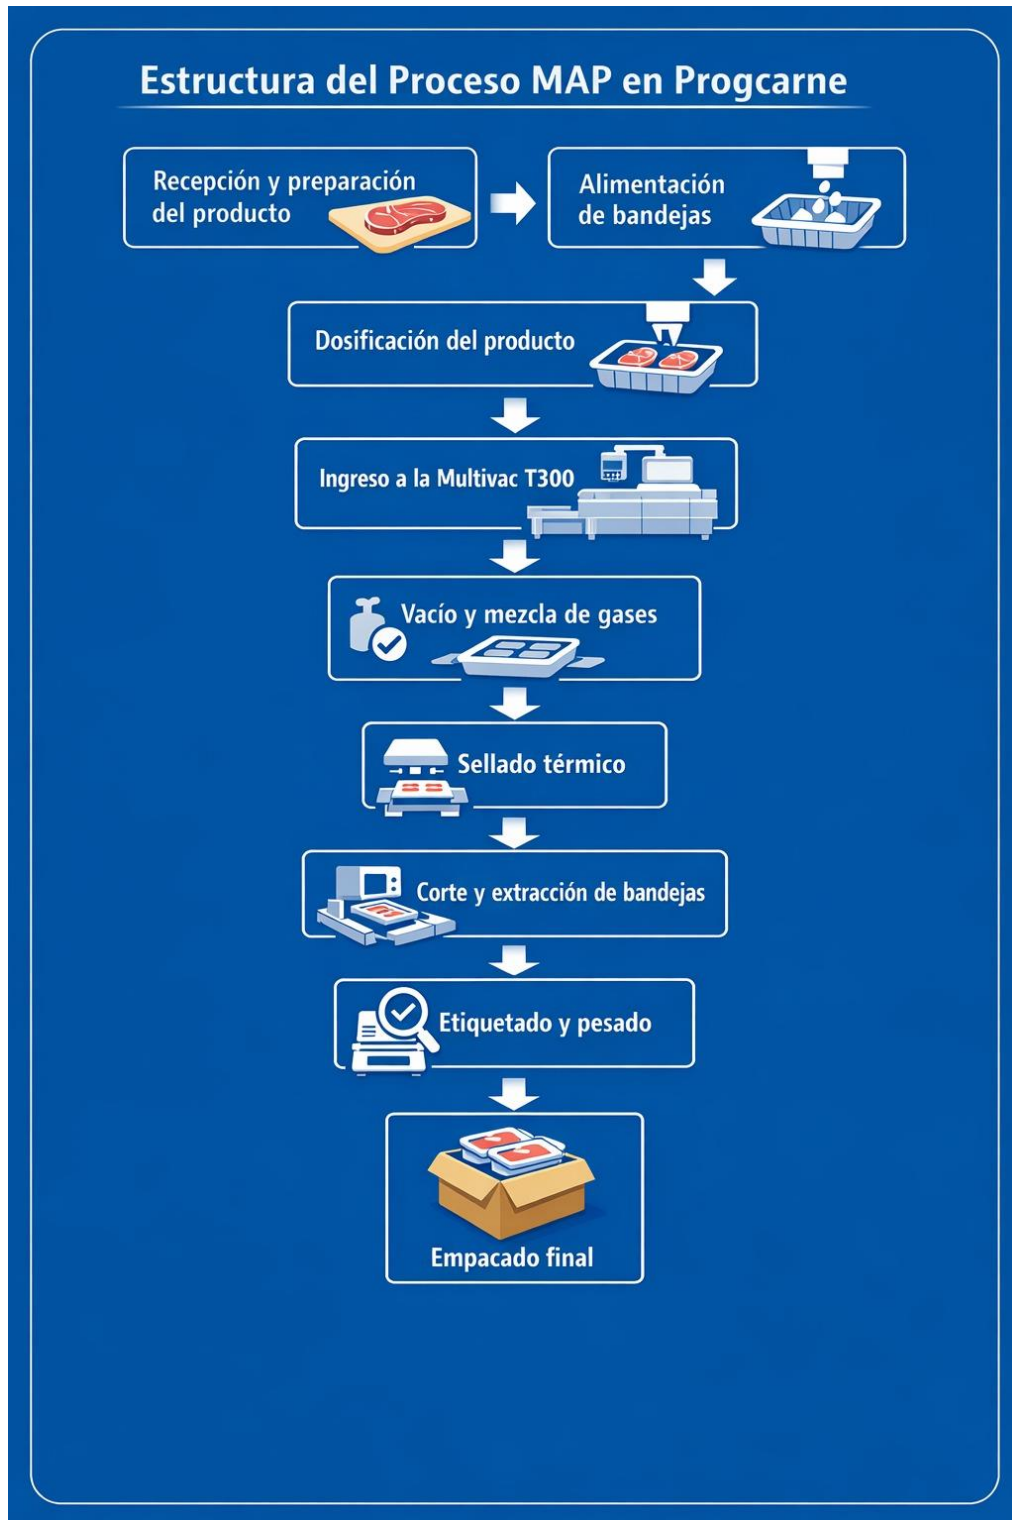 Estructura del Proceso MAP en Progcarne
Recepción y preparación
del producto
Alimentación
de bandejas
Dosificación del producto
Ingreso a la Multivac T300
Vacío y mezcla de gases
Sellado térmico
Corte y extracción de bandejas
Etiquetado y pesado
Empacado final